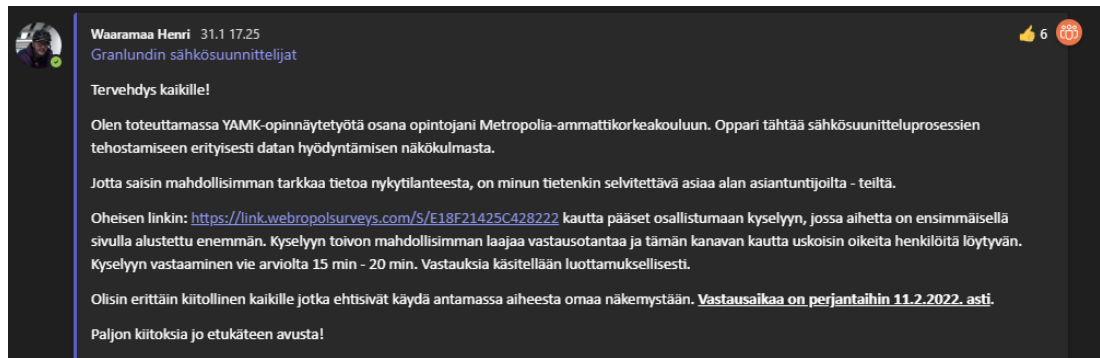 Waaramaa Henri 31.1 17.25
6
Granlundin sähkösuunnittelijat
Tervehdys kaikille!
Olen toteuttamassa YAMK-opinnäytetyötä osana opintojani Metropolia-ammattikorkeakouluun. Oppari tähtää sähkösuunnitteluprosessien
tehostamiseen erityisesti datan hyödyntämisen näkökulmasta.
Jotta saisin mahdollisimman tarkkaa tietoa nykytilanteesta, on minun tietenkin selvitettävä asiaa alan asiantuntijoilta - teiltä.
Oheisen linkin: https://link.webropolsurveys.com/S/E18F21425C428222 kautta pääset osallistumaan kyselyyn, jossa aihetta on ensimmäisellä
sivulla alustettu enemmän. Kyselyyn toivon mahdollisimman laajaa vastausotantaa ja tämän kanavan kautta uskoisin oikeita henkilöitä löytyvän.
Kyselyyn vastaaminen vie arviolta 15 min - 20 min. Vastauksia käsitellään luottamuksellisesti.
Olisin erittäin kiitollinen kaikille jotka ehtisivät käydä antamassa aiheesta omaa näkemystään. Vastausaikaa on perjantaihin 11.2.2022. asti.
Paljon kiitoksia jo etukäteen avusta!